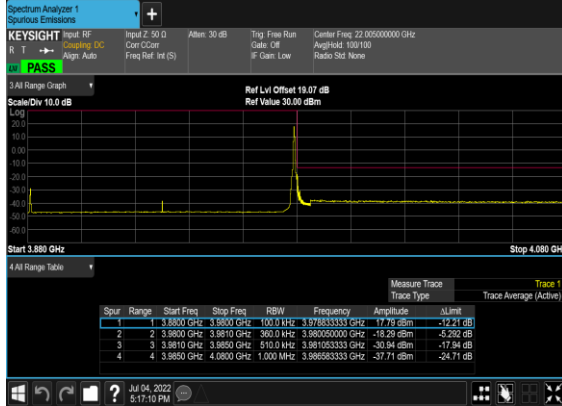 Spectrum Analyzer 1
Spurious Emissions
+
KEYSIGHT
R T
LXI
PASS
Input: RF
Coupling: DC
Align: Auto
Input Z: 50 Ω
Corr CCorr
Freq Ref: Int (S)
Atten: 30 dB
Trig: Free Run
Gate: Off
IF Gain: Low
Center Freq: 22.005000000 GHz
Avg|Hold: 100/100
Radio Std: None
3 All Range Graph
Scale/Div 10.0 dB
Ref Lvl Offset 19.07 dB
Ref Value 30.00 dBm
Log
20.0
10.0
0.00
-10.0
-20.0
-30.0
-40.0
-50.0
-60.0
Start 3.880 GHz
Stop 4.080 GH
4 All Range Table
Measure Trace Trace 1
Trace Type Trace Average (Active)
Spur Range Start Freq Stop Freq RBW Frequency Amplitude ΔLimit
1 1 3.8800 GHz 3.9800 GHz 100.0 kHz 3.978833333 GHz 17.79 dBm -12.21 dB
2 2 3.9800 GHz 3.9810 GHz 360.0 kHz 3.980050000 GHz -18.29 dBm -5.292 dB
3 3 3.9810 GHz 3.9850 GHz 510.0 kHz 3.981053333 GHz -30.94 dBm -17.94 dB
4 4 3.9850 GHz 4.0800 GHz 1.000 MHz 3.986583333 GHz -37.71 dBm -24.71 dB
?
Jul 04, 2022
5:17:10 PM